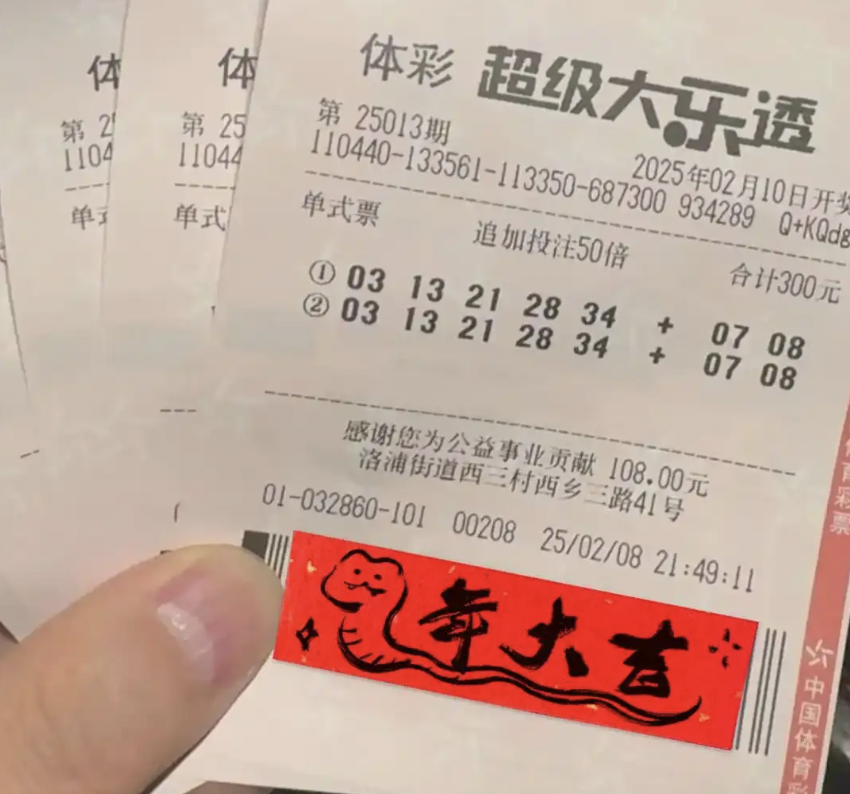 体彩 超级大乐透
第 25013期
2025年02月10日开奖
110440-133561-113350-687300 934289 Q+KQdg
单式票 追加投注50倍 合计300元
① 03 13 21 28 34 + 07 08
② 03 13 21 28 34 + 07 08
感谢您为公益事业贡献 108.00元
洛浦街道西三村西乡三路41号
01-032860-101 00208 25/02/08 21:49:11
年大吉
体
第 25
11044
单式
体
第 2
1104
单式
体育彩票
中国体育彩